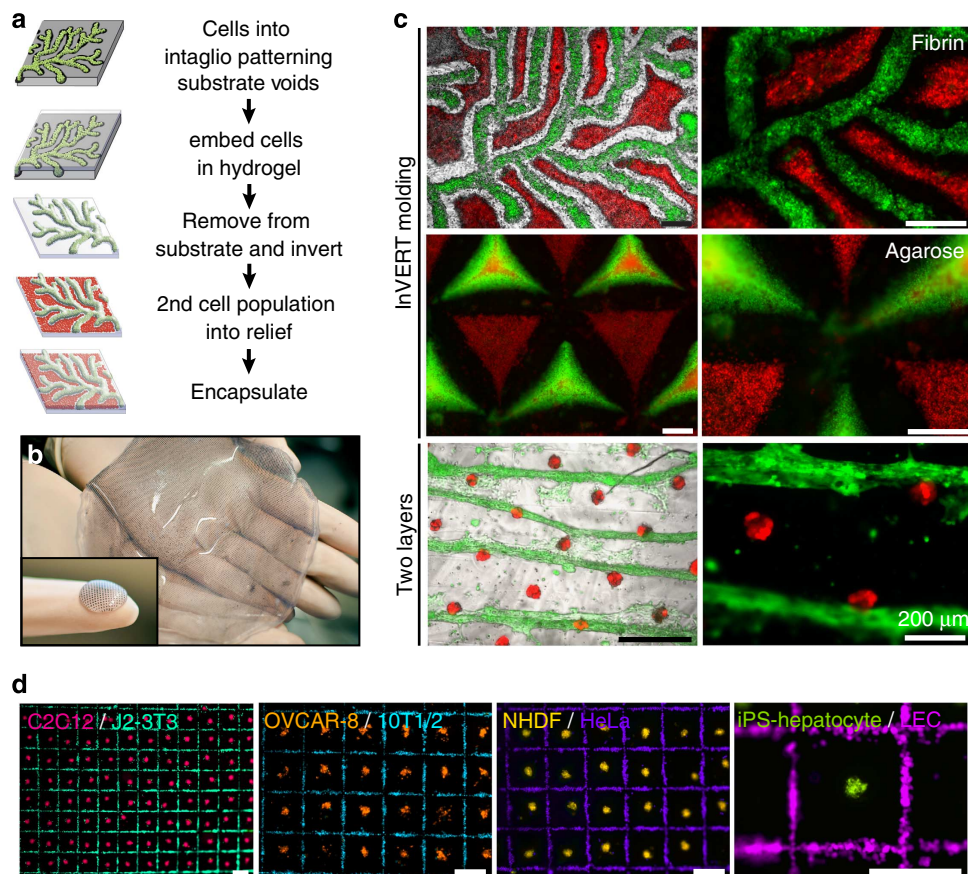 a
Cells into
intaglio patterning
substrate voids
embed cells
in hydrogel
Remove from
substrate and invert
2nd cell population
into relief
Encapsulate
b
c
InVERT molding
Fibrin
Agarose
Two layers
200 μm
d
C2C12 / J2-3T3
OVCAR-8 / 10T1/2
NHDF / HeLa
iPS-hepatocyte / LEC